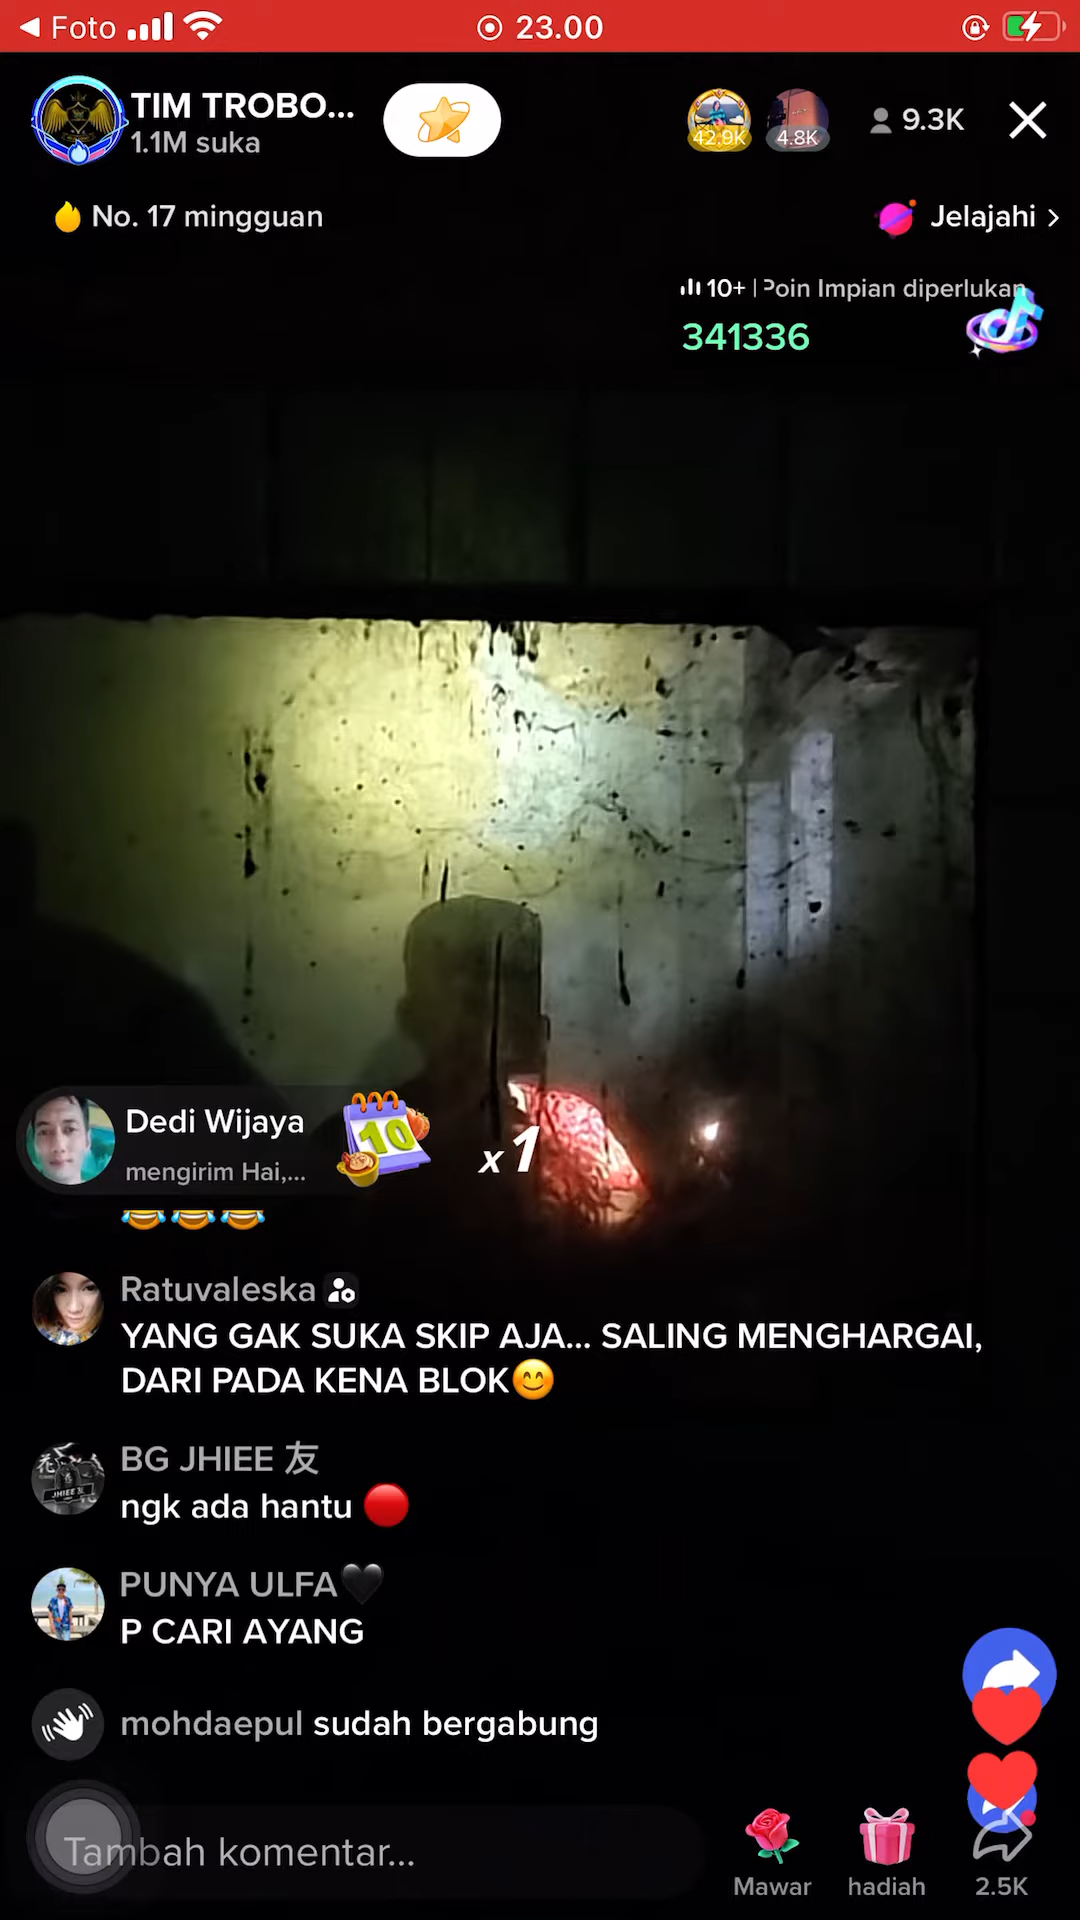 Foto
23.00
TIM TROBO...
1.1M suka
42.9K
4.8K
9.3K
No. 17 mingguan
Jelajahi
10+ | Poin Impian diperlukan
341336
Dedi Wijaya
mengirim Hai,...
10
x1
Ratuvaleska
YANG GAK SUKA SKIP AJA... SALING MENGHARGAI,
DARI PADA KENA BLOK😊
BG JHIEE 友
JHIEE
ngk ada hantu 🔴
PUNYA ULFA🖤
P CARI AYANG
mohdaepul sudah bergabung
Tambah komentar...
Mawar
hadiah
2.5K